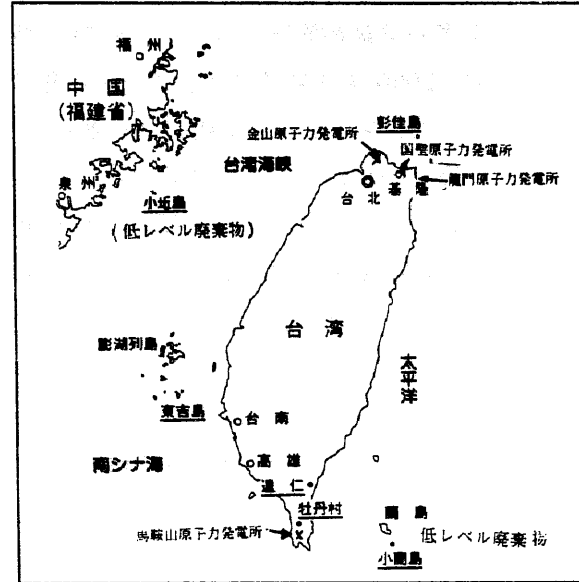 福州
中国
(福建省)
彭佳島
金山原子力発電所
国聖原子力発電所
台湾海峡
龍門原子力発電所
泉州
台北
基隆
小坵島
(低レベル廃棄物)
台湾
澎湖列島
太平洋
東吉島
台南
南シナ海
高雄
達仁
牡丹村
蘭島
馬鞍山原子力発電所
低レベル廃棄物
小蘭島